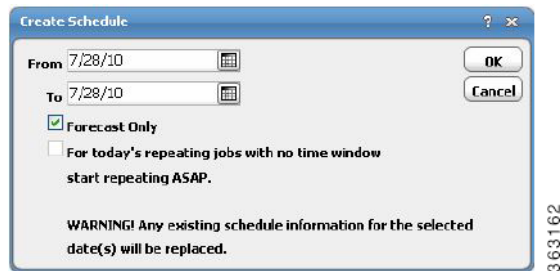 Create Schedule
From 7/28/10
OK
To 7/28/10
Cancel
Forecast Only
For today's repeating jobs with no time window
start repeating ASAP.
WARNING! Any existing schedule information for the selected
date(s) will be replaced.
363162